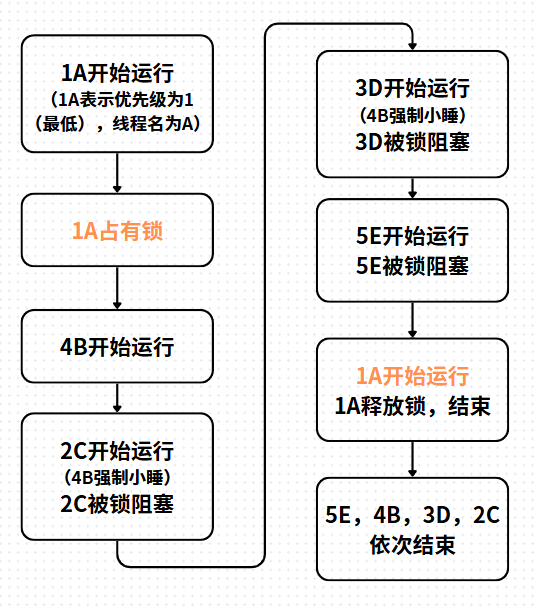 1A开始运行
（1A表示优先级为1
（最低），线程名为A）
1A占有锁
4B开始运行
2C开始运行
（4B强制小睡）
2C被锁阻塞
3D开始运行
（4B强制小睡）
3D被锁阻塞
5E开始运行
5E被锁阻塞
1A开始运行
1A释放锁，结束
5E，4B，3D，2C
依次结束